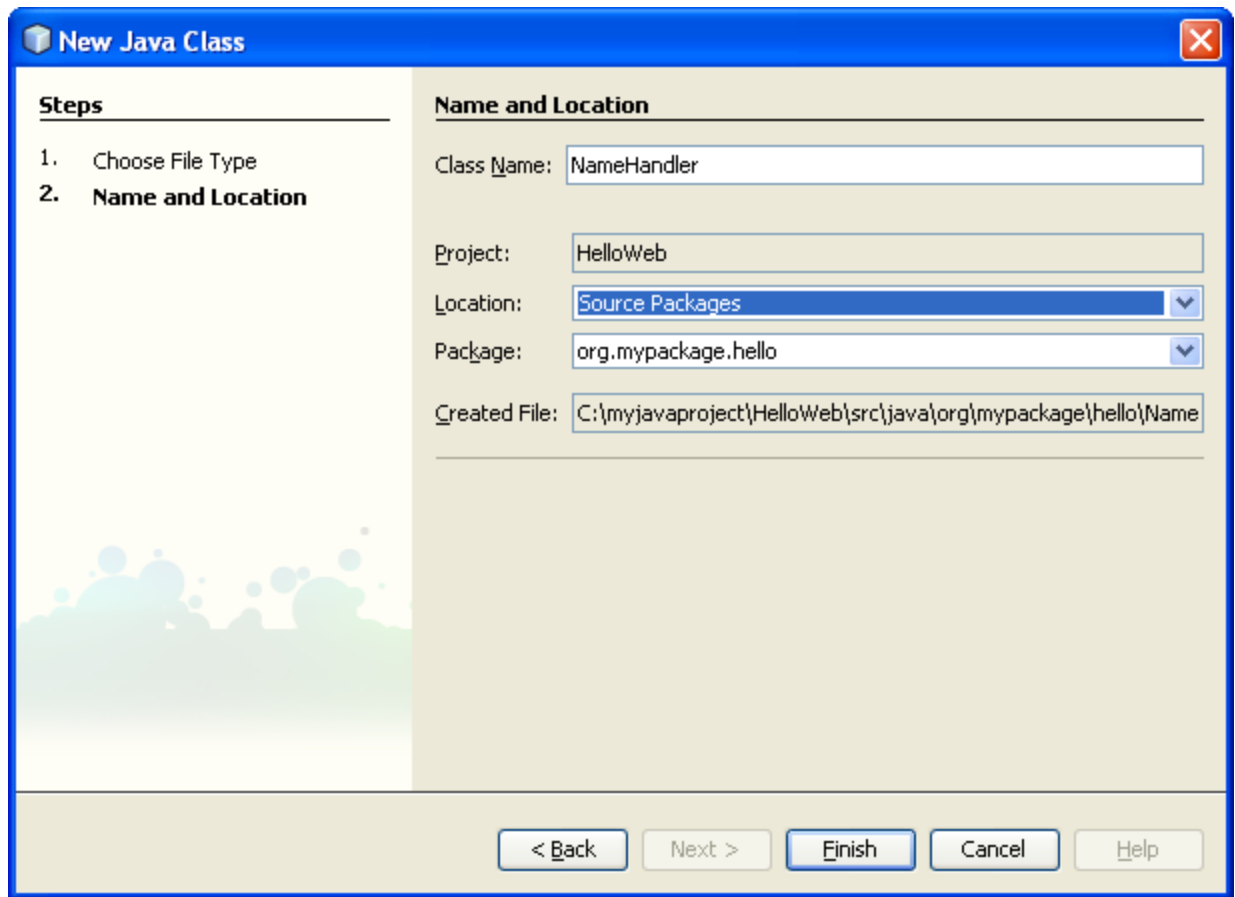 New Java Class
Steps
1. Choose File Type
2. Name and Location
Name and Location
Class Name: NameHandler
Project: HelloWeb
Location: Source Packages
Package: org.mypackage.hello
Created File: C:\myjavaproject\HelloWeb\src\java\org\mypackage\hello\Name
< Back Next > Finish Cancel Help